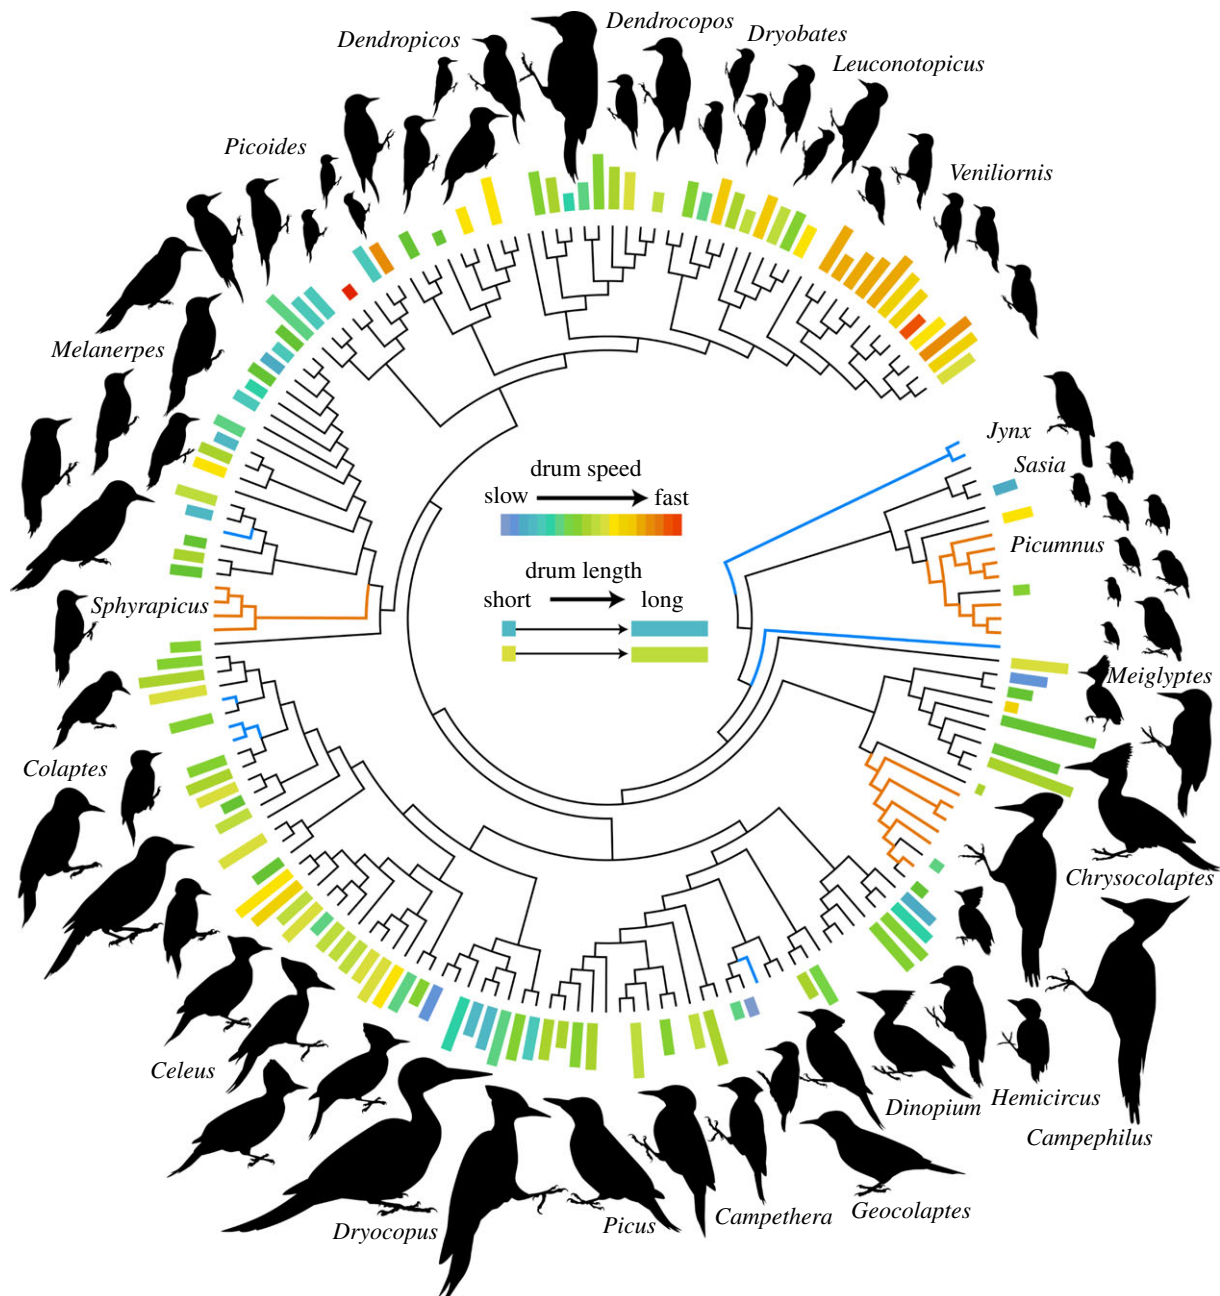 Dendrocopos
Dendropicos
Dryobates
Leuconotopicus
Picoides
Veniliornis
Melanerpes
Jynx
drum speed
Sasia
slow
fast
Picumnus
drum length
short
long
Sphyrapicus
Meiglyptes
Colaptes
Chrysocolaptes
Celeus
Hemicircus
Dinopium
Campephilus
Geocolaptes
Campethera
Picus
Dryocopus